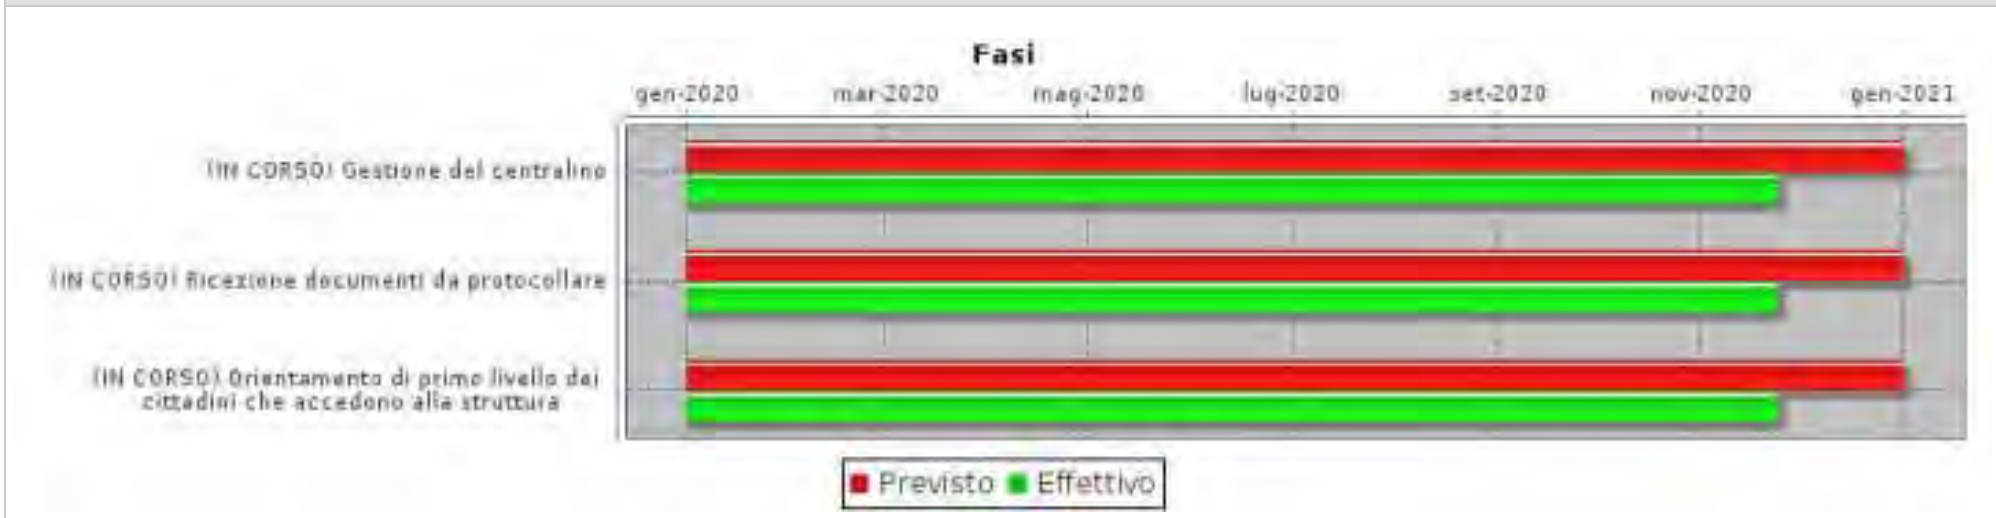 Fasi
gen-2020 mar-2020 mag-2020 lug-2020 set-2020 nov-2020 gen-2021
(IN CORSO) Gestione del centralino
(IN CORSO) Ricezione documenti da protocollare
(IN CORSO) Orientamento di primo livello dei
cittadini che accedono alla struttura
Previsto Effettivo